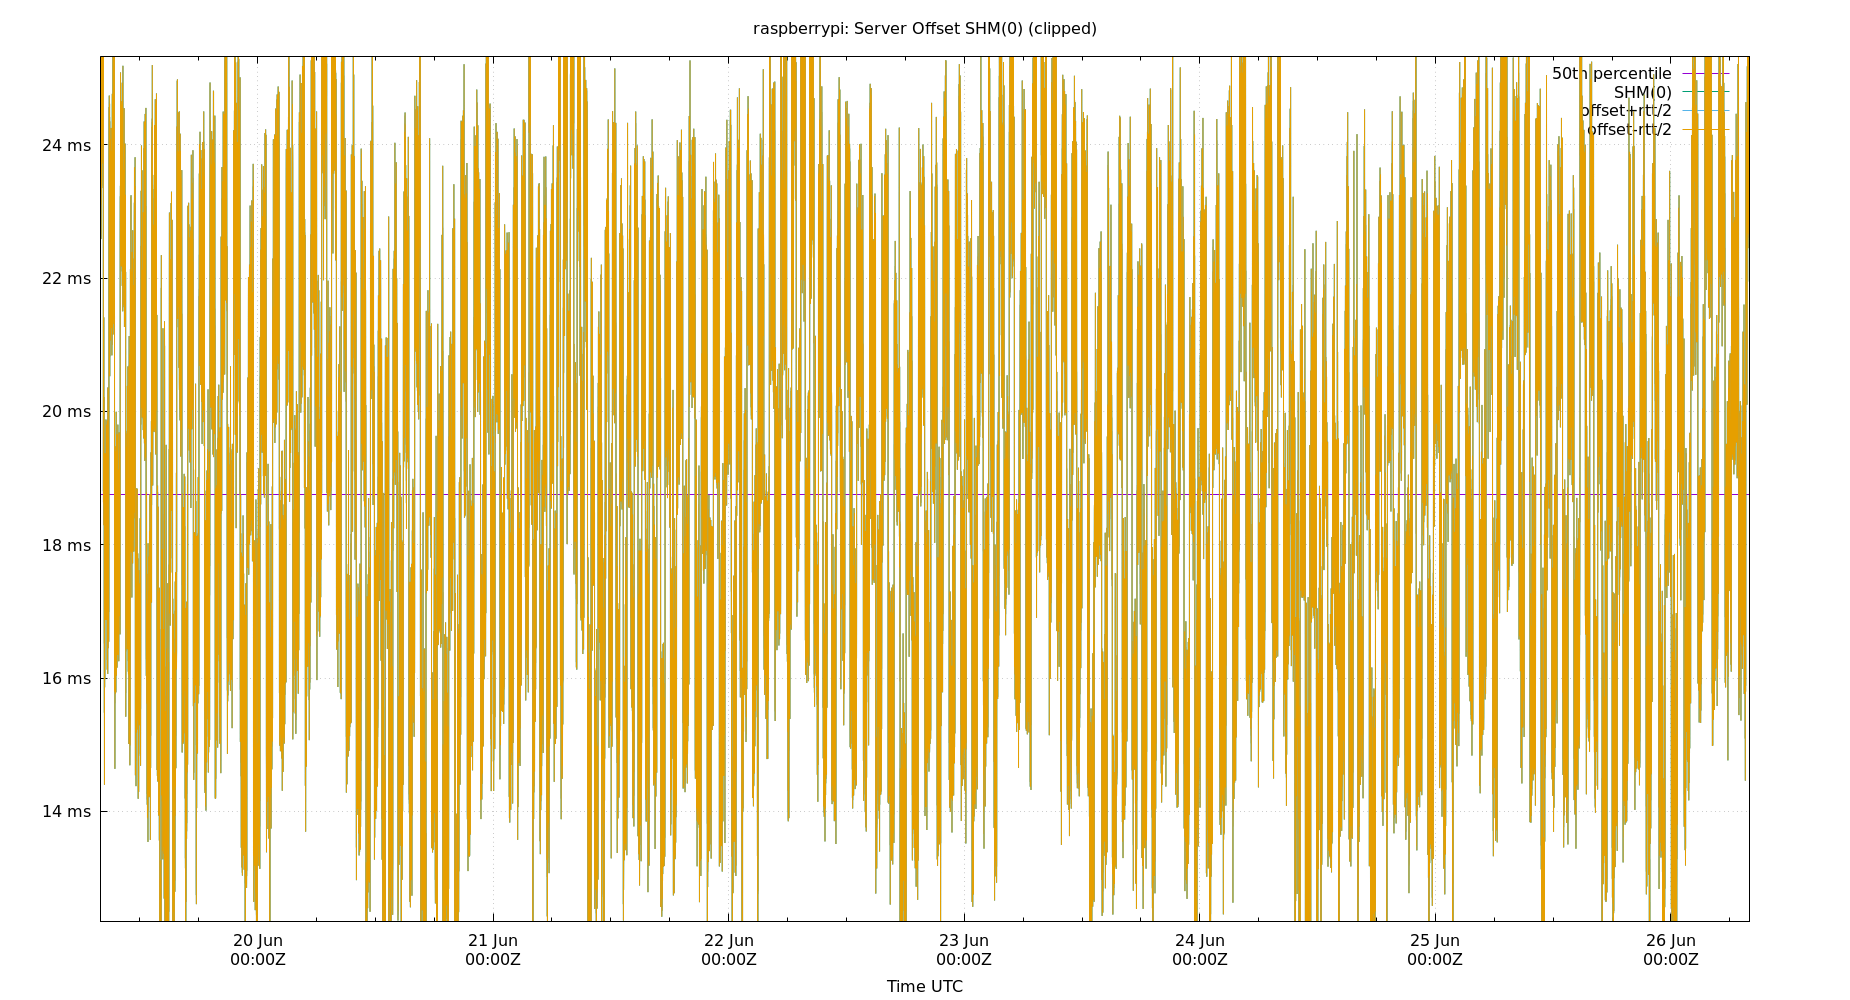 raspberrypi: Server Offset SHM(0) (clipped)
50th percentile
SHM(0)
offset+rtt/2
offset-rtt/2
24 ms
22 ms
20 ms
18 ms
16 ms
14 ms
20 Jun 21 Jun 22 Jun 23 Jun 24 Jun 25 Jun 26 Jun
00:00Z 00:00Z 00:00Z 00:00Z 00:00Z 00:00Z 00:00Z
Time UTC